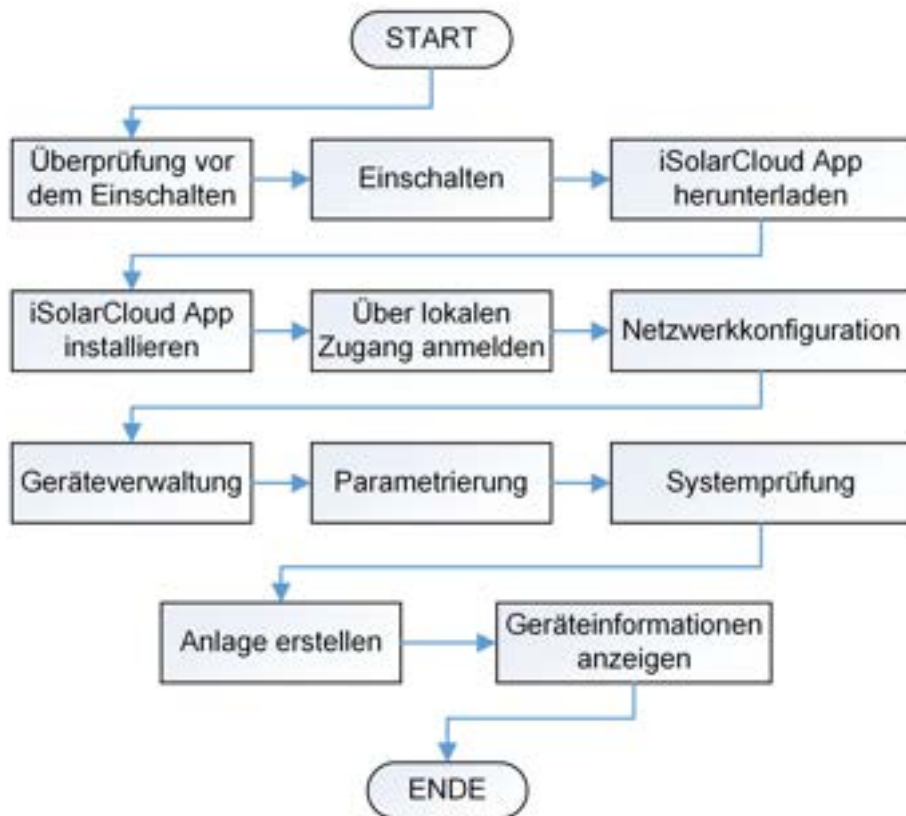 START
Überprüfung vor
dem Einschalten
Einschalten
iSolarCloud App
herunterladen
iSolarCloud App
installieren
Über lokalen
Zugang anmelden
Netzwerkkonfiguration
Geräteverwaltung
Parametrierung
Systemprüfung
Anlage erstellen
Geräteinformationen
anzeigen
ENDE